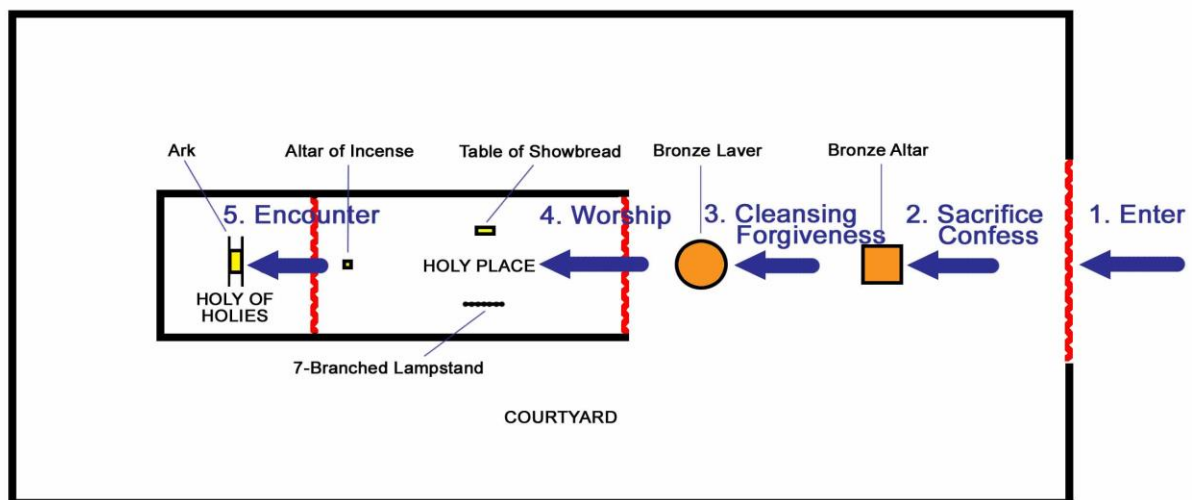 Ark
Altar of Incense
Table of Showbread
Bronze Laver
Bronze Altar
5. Encounter
4. Worship
3. Cleansing
Forgiveness
2. Sacrifice
Confess
1. Enter
HOLY PLACE
HOLY OF
HOLIES
7-Branched Lampstand
COURTYARD